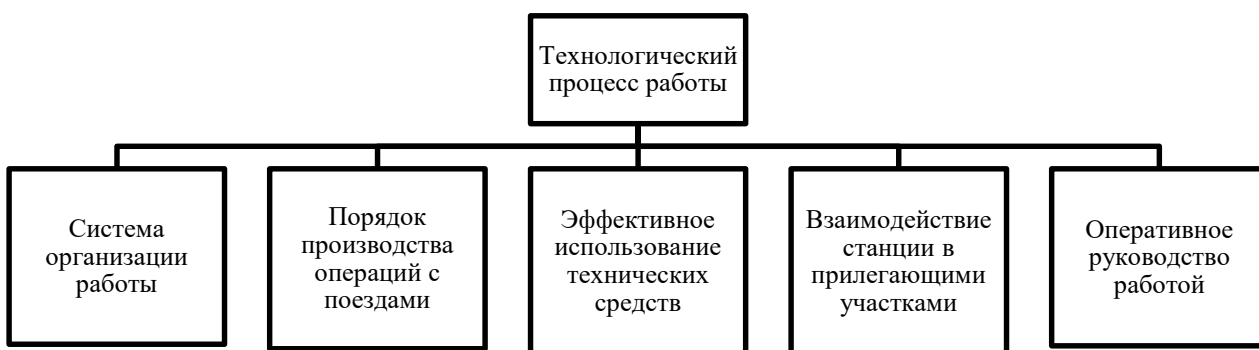 Технологический
процесс работы
Система
организации
работы
Порядок
производства
операций с
поездами
Эффективное
использование
технических
средств
Взаимодействие
станции в
прилегающими
участками
Оперативное
руководство
работой